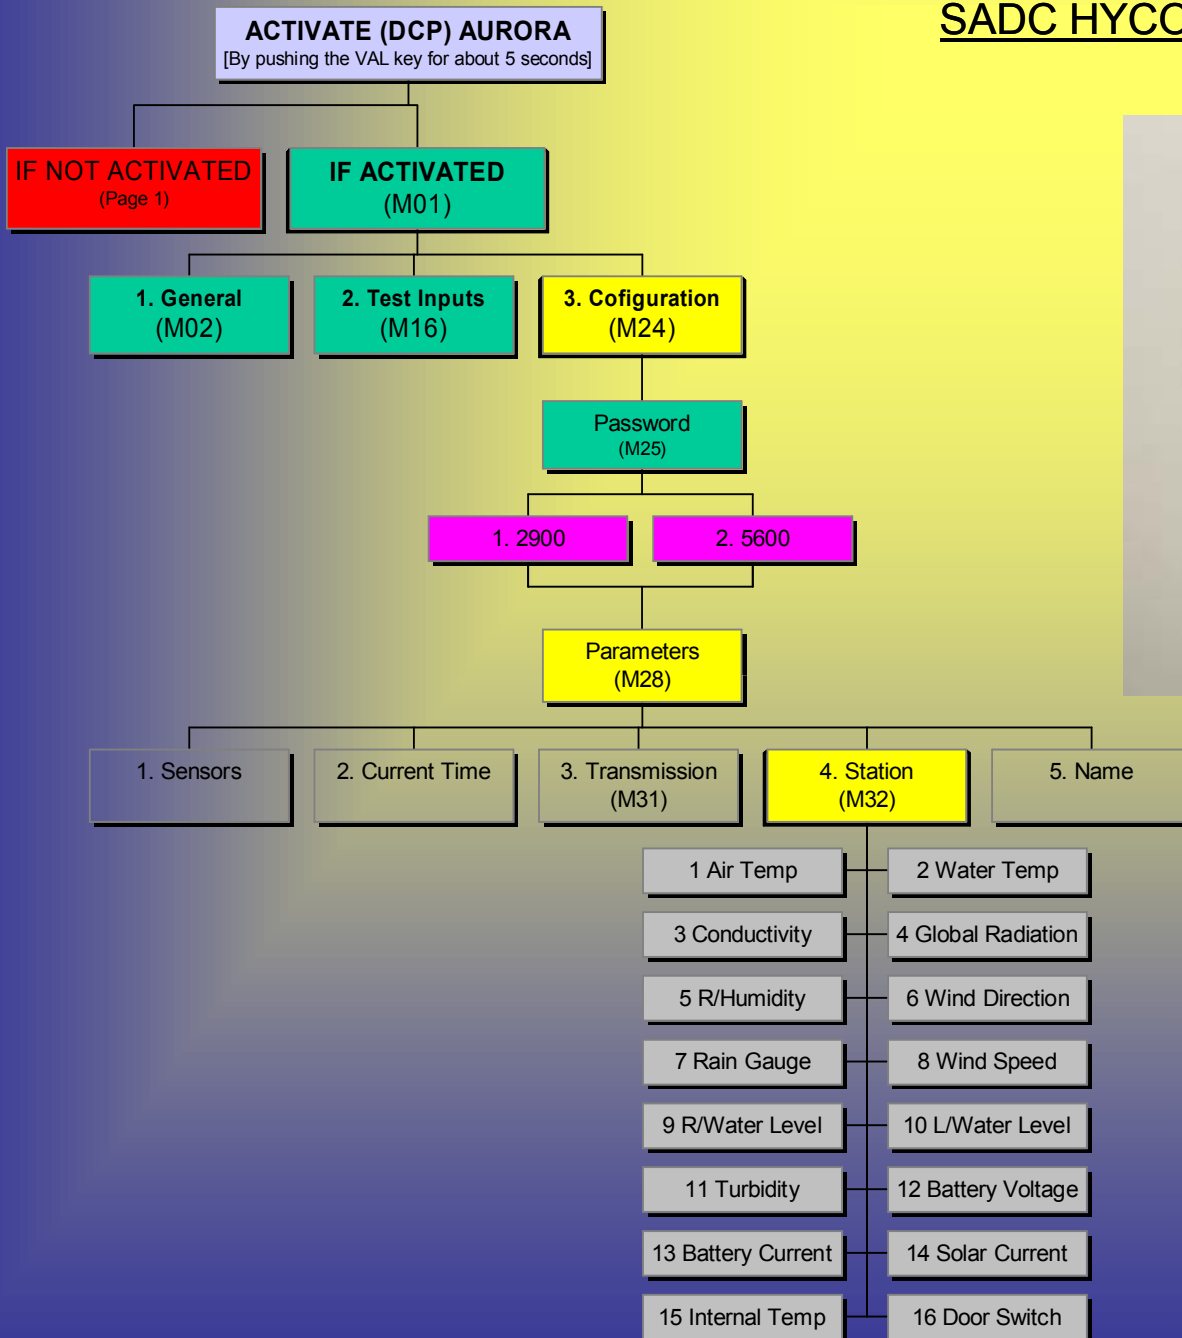 SADC HYCO
ACTIVATE (DCP) AURORA
[By pushing the VAL key for about 5 seconds]
IF NOT ACTIVATED
(Page 1)
IF ACTIVATED
(M01)
1. General
(M02)
2. Test Inputs
(M16)
3. Cofiguration
(M24)
Password
(M25)
1. 2900
2. 5600
Parameters
(M28)
1. Sensors
2. Current Time
3. Transmission
(M31)
4. Station
(M32)
5. Name
1 Air Temp
2 Water Temp
3 Conductivity
4 Global Radiation
5 R/Humidity
6 Wind Direction
7 Rain Gauge
8 Wind Speed
9 R/Water Level
10 L/Water Level
11 Turbidity
12 Battery Voltage
13 Battery Current
14 Solar Current
15 Internal Temp
16 Door Switch